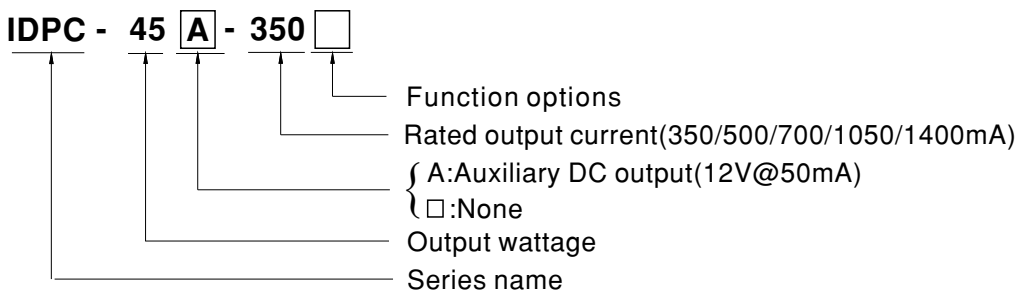 IDPC - 45 A - 350 □
Function options
Rated output current(350/500/700/1050/1400mA)
A:Auxiliary DC output(12V@50mA)
□:None
Output wattage
Series name